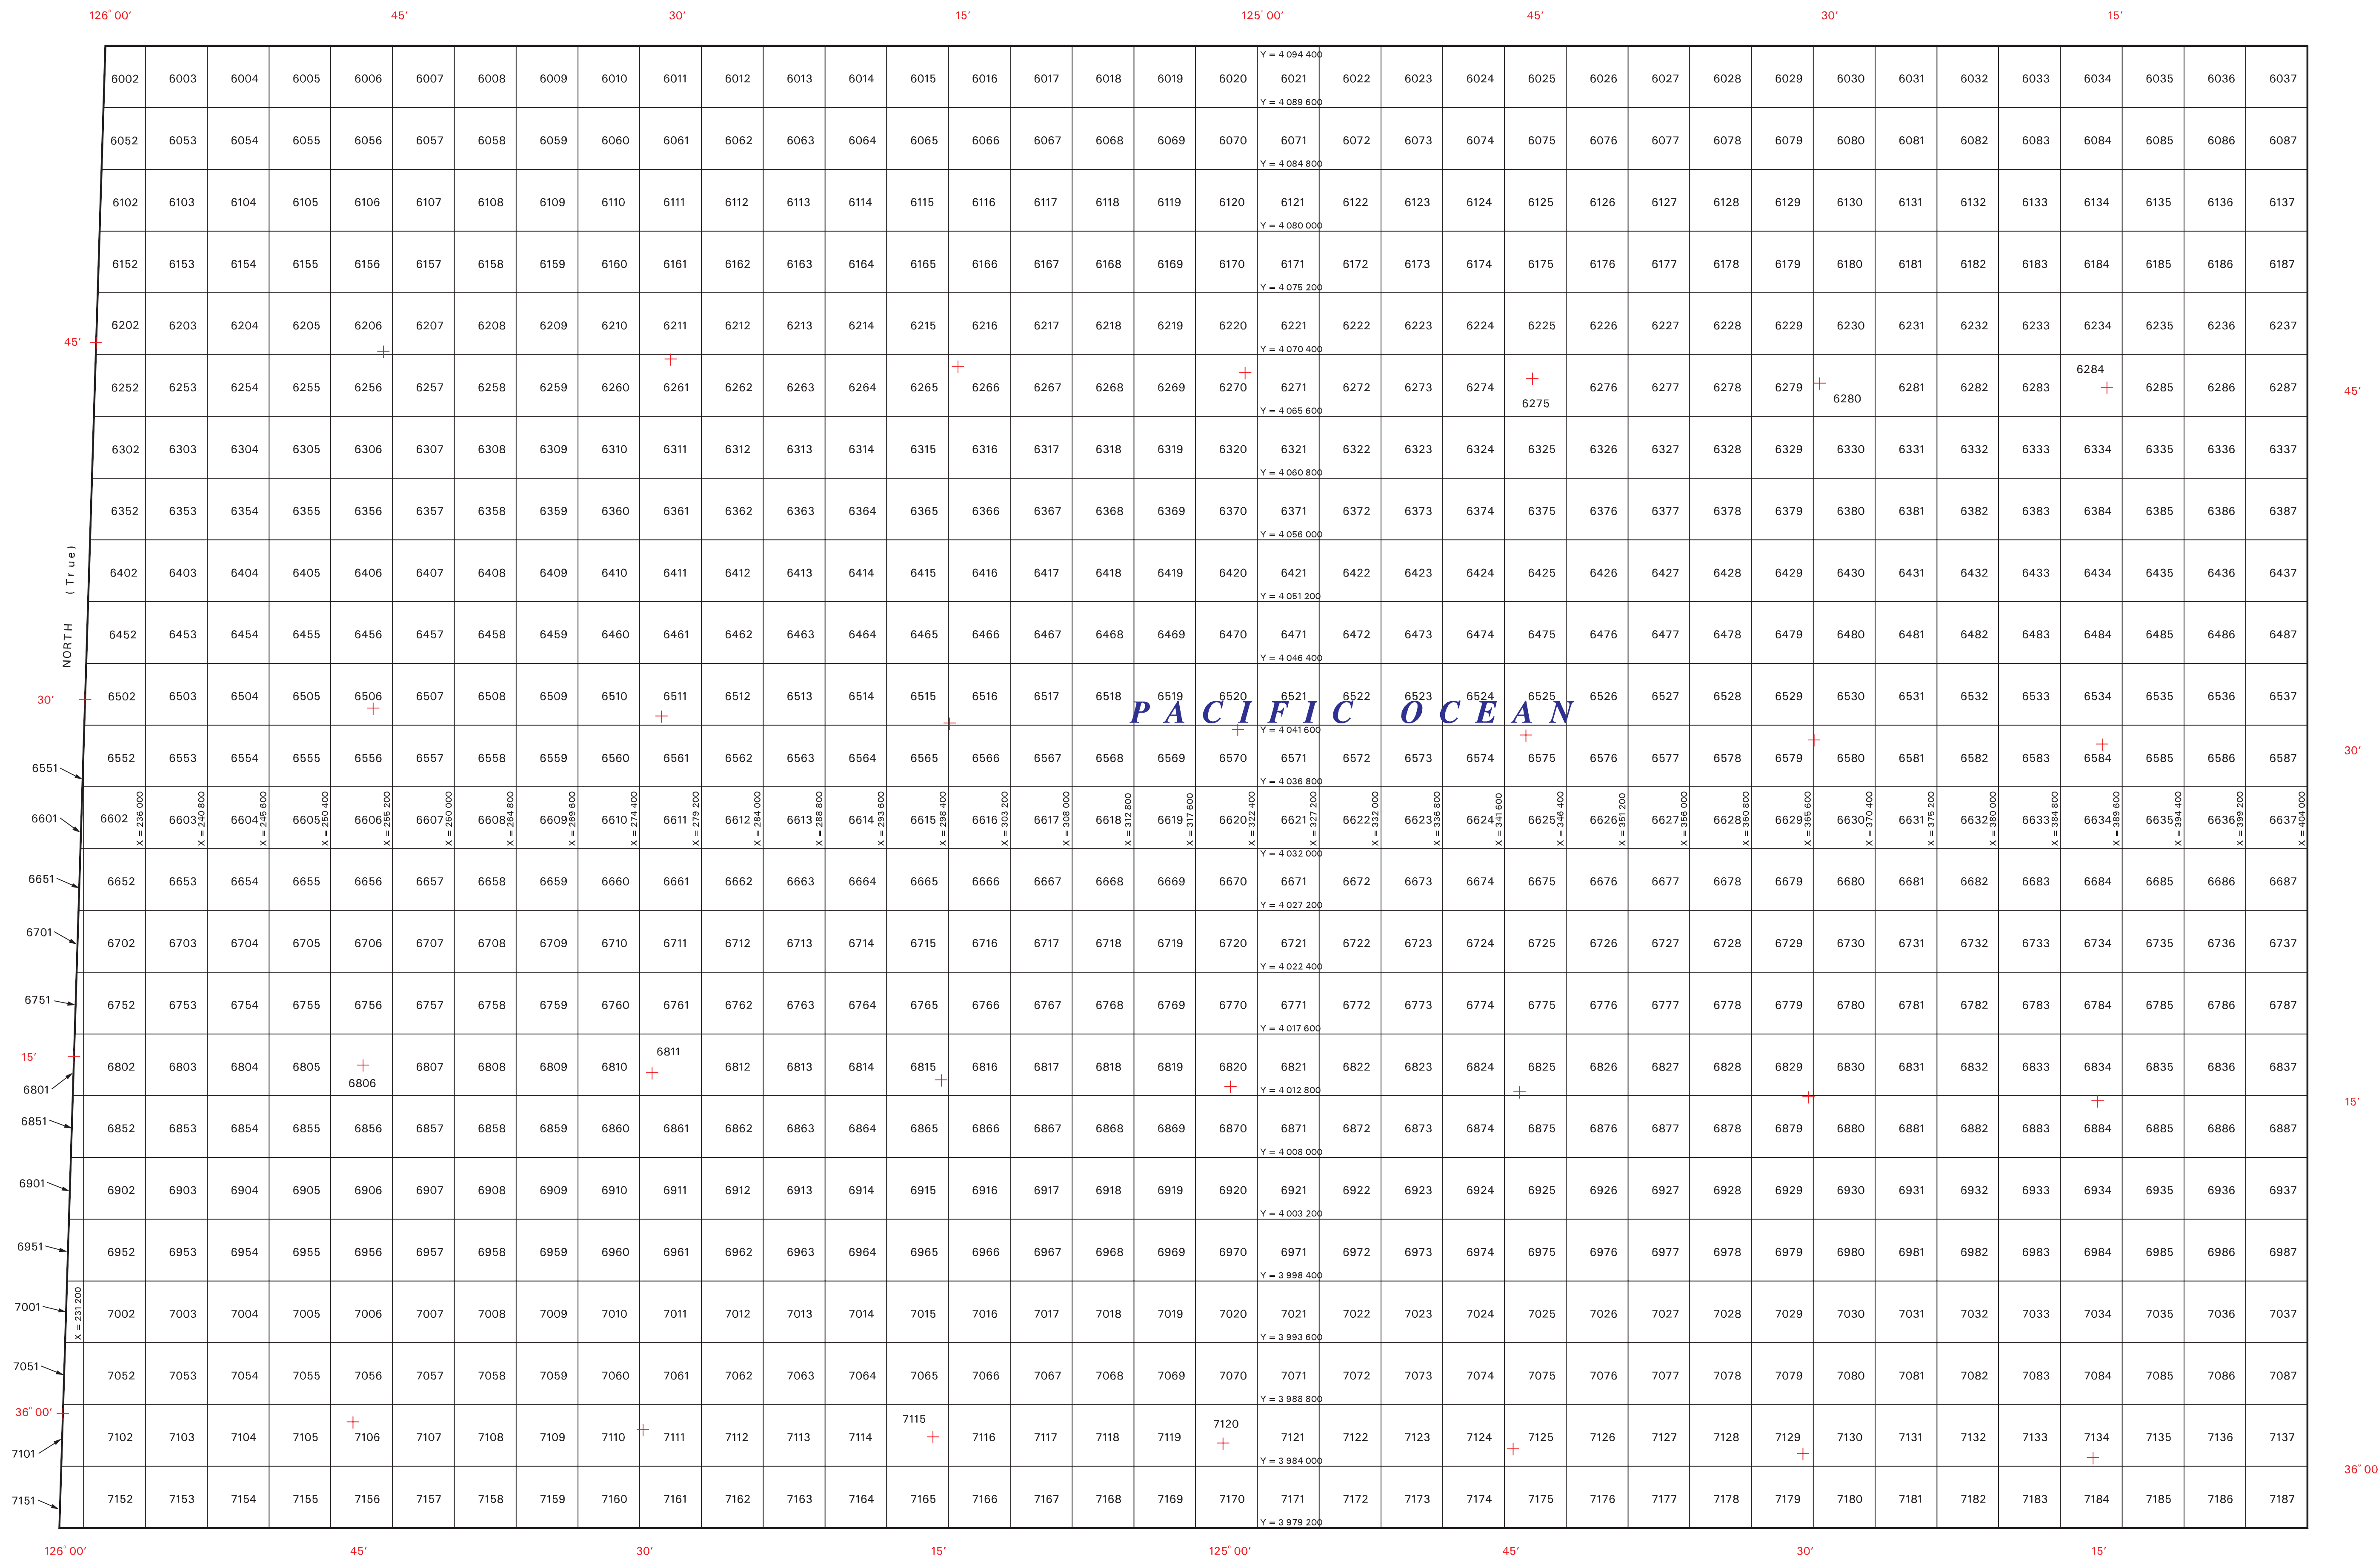 126° 00’ 45’ 30’ 15’ 125° 00’ 45’ 30’ 15’
Y = 4 094 400
6002 6003 6004 6005 6006 6007 6008 6009 6010 6011 6012 6013 6014 6015 6016 6017 6018 6019 6020 6021 6022 6023 6024 6025 6026 6027 6028 6029 6030 6031 6032 6033 6034 6035 6036 6037
Y = 4 089 600
6052 6053 6054 6055 6056 6057 6058 6059 6060 6061 6062 6063 6064 6065 6066 6067 6068 6069 6070 6071 6072 6073 6074 6075 6076 6077 6078 6079 6080 6081 6082 6083 6084 6085 6086 6087
Y = 4 084 800
6102 6103 6104 6105 6106 6107 6108 6109 6110 6111 6112 6113 6114 6115 6116 6117 6118 6119 6120 6121 6122 6123 6124 6125 6126 6127 6128 6129 6130 6131 6132 6133 6134 6135 6136 6137
Y = 4 080 000
6152 6153 6154 6155 6156 6157 6158 6159 6160 6161 6162 6163 6164 6165 6166 6167 6168 6169 6170 6171 6172 6173 6174 6175 6176 6177 6178 6179 6180 6181 6182 6183 6184 6185 6186 6187
Y = 4 075 200
6202 6203 6204 6205 6206 6207 6208 6209 6210 6211 6212 6213 6214 6215 6216 6217 6218 6219 6220 6221 6222 6223 6224 6225 6226 6227 6228 6229 6230 6231 6232 6233 6234 6235 6236 6237
45’
Y = 4 070 400
6252 6253 6254 6255 6256 6257 6258 6259 6260 6261 6262 6263 6264 6265 6266 6267 6268 6269 6270 6271 6272 6273 6274 6275 6276 6277 6278 6279 6280 6281 6282 6283 6284 6285 6286 6287
45’
Y = 4 065 600
6302 6303 6304 6305 6306 6307 6308 6309 6310 6311 6312 6313 6314 6315 6316 6317 6318 6319 6320 6321 6322 6323 6324 6325 6326 6327 6328 6329 6330 6331 6332 6333 6334 6335 6336 6337
Y = 4 060 800
6352 6353 6354 6355 6356 6357 6358 6359 6360 6361 6362 6363 6364 6365 6366 6367 6368 6369 6370 6371 6372 6373 6374 6375 6376 6377 6378 6379 6380 6381 6382 6383 6384 6385 6386 6387
Y = 4 056 000
6402 6403 6404 6405 6406 6407 6408 6409 6410 6411 6412 6413 6414 6415 6416 6417 6418 6419 6420 6421 6422 6423 6424 6425 6426 6427 6428 6429 6430 6431 6432 6433 6434 6435 6436 6437
Y = 4 051 200
NORTH (True)
6452 6453 6454 6455 6456 6457 6458 6459 6460 6461 6462 6463 6464 6465 6466 6467 6468 6469 6470 6471 6472 6473 6474 6475 6476 6477 6478 6479 6480 6481 6482 6483 6484 6485 6486 6487
Y = 4 046 400
30’
6502 6503 6504 6505 6506 6507 6508 6509 6510 6511 6512 6513 6514 6515 6516 6517 6518 6519 6520 6521 6522 6523 6524 6525 6526 6527 6528 6529 6530 6531 6532 6533 6534 6535 6536 6537
PACIFIC OCEAN
Y = 4 041 600
30’
6551 6552 6553 6554 6555 6556 6557 6558 6559 6560 6561 6562 6563 6564 6565 6566 6567 6568 6569 6570 6571 6572 6573 6574 6575 6576 6577 6578 6579 6580 6581 6582 6583 6584 6585 6586 6587
Y = 4 036 800
6601 6602 6603 6604 6605 6606 6607 6608 6609 6610 6611 6612 6613 6614 6615 6616 6617 6618 6619 6620 6621 6622 6623 6624 6625 6626 6627 6628 6629 6630 6631 6632 6633 6634 6635 6636 6637
X = 236 000 X = 240 800 X = 245 600 X = 250 400 X = 255 200 X = 260 000 X = 264 800 X = 269 600 X = 274 400 X = 279 200 X = 284 000 X = 288 800 X = 293 600 X = 298 400 X = 303 200 X = 308 000 X = 312 800 X = 317 600 X = 322 400 X = 327 200 X = 332 000 X = 336 800 X = 341 600 X = 346 400 X = 351 200 X = 356 000 X = 360 800 X = 365 600 X = 370 400 X = 375 200 X = 380 000 X = 384 800 X = 389 600 X = 394 400 X = 399 200 X = 404 000
Y = 4 032 000
6651 6652 6653 6654 6655 6656 6657 6658 6659 6660 6661 6662 6663 6664 6665 6666 6667 6668 6669 6670 6671 6672 6673 6674 6675 6676 6677 6678 6679 6680 6681 6682 6683 6684 6685 6686 6687
Y = 4 027 200
6701 6702 6703 6704 6705 6706 6707 6708 6709 6710 6711 6712 6713 6714 6715 6716 6717 6718 6719 6720 6721 6722 6723 6724 6725 6726 6727 6728 6729 6730 6731 6732 6733 6734 6735 6736 6737
Y = 4 022 400
6751 6752 6753 6754 6755 6756 6757 6758 6759 6760 6761 6762 6763 6764 6765 6766 6767 6768 6769 6770 6771 6772 6773 6774 6775 6776 6777 6778 6779 6780 6781 6782 6783 6784 6785 6786 6787
Y = 4 017 600
15’
6801 6802 6803 6804 6805 6806 6807 6808 6809 6810 6811 6812 6813 6814 6815 6816 6817 6818 6819 6820 6821 6822 6823 6824 6825 6826 6827 6828 6829 6830 6831 6832 6833 6834 6835 6836 6837
Y = 4 012 800
15’
6851 6852 6853 6854 6855 6856 6857 6858 6859 6860 6861 6862 6863 6864 6865 6866 6867 6868 6869 6870 6871 6872 6873 6874 6875 6876 6877 6878 6879 6880 6881 6882 6883 6884 6885 6886 6887
Y = 4 008 000
6901 6902 6903 6904 6905 6906 6907 6908 6909 6910 6911 6912 6913 6914 6915 6916 6917 6918 6919 6920 6921 6922 6923 6924 6925 6926 6927 6928 6929 6930 6931 6932 6933 6934 6935 6936 6937
Y = 4 003 200
6951 6952 6953 6954 6955 6956 6957 6958 6959 6960 6961 6962 6963 6964 6965 6966 6967 6968 6969 6970 6971 6972 6973 6974 6975 6976 6977 6978 6979 6980 6981 6982 6983 6984 6985 6986 6987
Y = 3 998 400
7001 X = 231 200 7002 7003 7004 7005 7006 7007 7008 7009 7010 7011 7012 7013 7014 7015 7016 7017 7018 7019 7020 7021 7022 7023 7024 7025 7026 7027 7028 7029 7030 7031 7032 7033 7034 7035 7036 7037
Y = 3 993 600
7051 7052 7053 7054 7055 7056 7057 7058 7059 7060 7061 7062 7063 7064 7065 7066 7067 7068 7069 7070 7071 7072 7073 7074 7075 7076 7077 7078 7079 7080 7081 7082 7083 7084 7085 7086 7087
Y = 3 988 800
36° 00’
7101 7102 7103 7104 7105 7106 7107 7108 7109 7110 7111 7112 7113 7114 7115 7116 7117 7118 7119 7120 7121 7122 7123 7124 7125 7126 7127 7128 7129 7130 7131 7132 7133 7134 7135 7136 7137
Y = 3 984 000
36° 00
7151 7152 7153 7154 7155 7156 7157 7158 7159 7160 7161 7162 7163 7164 7165 7166 7167 7168 7169 7170 7171 7172 7173 7174 7175 7176 7177 7178 7179 7180 7181 7182 7183 7184 7185 7186 7187
Y = 3 979 200
126° 00’ 45’ 30’ 15’ 125° 00’ 45’ 30’ 15’